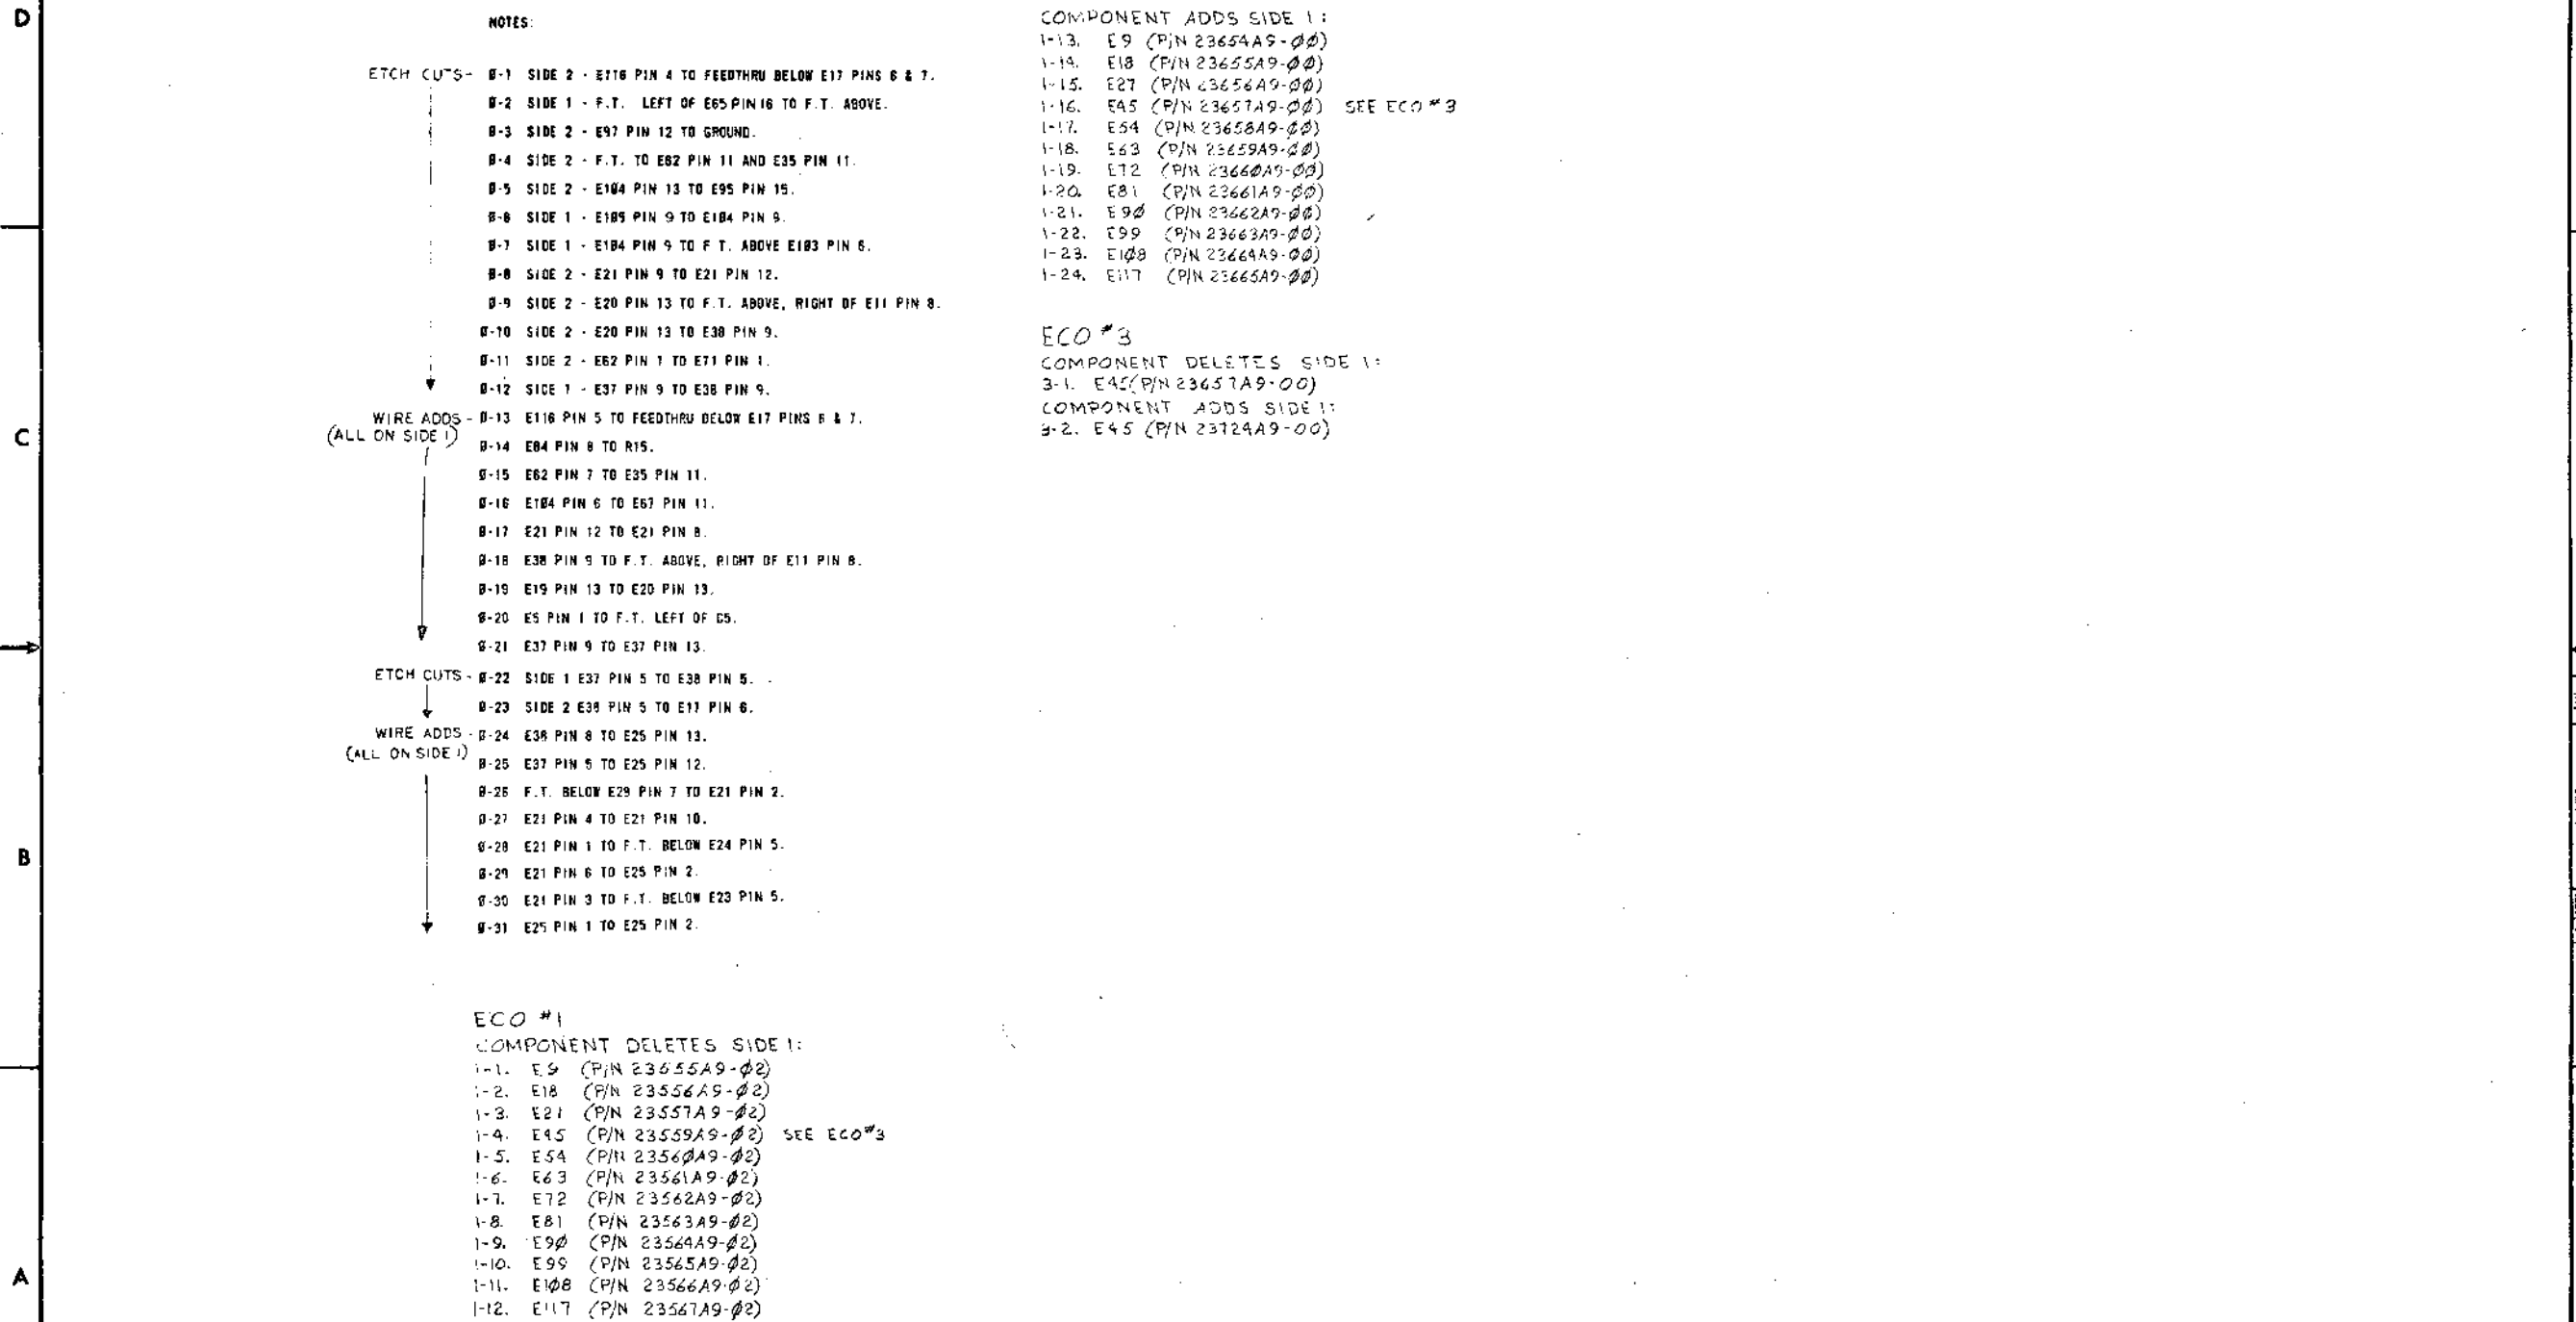 D
NOTES:
ETCH CUTS- Ø-1 SIDE 2 - E116 PIN 4 TO FEEDTHRU BELOW E17 PINS 6 & 7.
Ø-2 SIDE 1 - F.T. LEFT OF E65 PIN 16 TO F.T. ABOVE.
Ø-3 SIDE 2 - E97 PIN 12 TO GROUND.
Ø-4 SIDE 2 - F.T. TO E62 PIN 11 AND E35 PIN 11.
Ø-5 SIDE 2 - E1Ø4 PIN 13 TO E95 PIN 15.
Ø-6 SIDE 1 - E1Ø5 PIN 9 TO E1Ø4 PIN 9.
Ø-7 SIDE 1 - E1Ø4 PIN 9 TO F T. ABOVE E1Ø3 PIN 6.
Ø-8 SIDE 2 - E21 PIN 9 TO E21 PIN 12.
Ø-9 SIDE 2 - E20 PIN 13 TO F.T. ABOVE, RIGHT OF E11 PIN 8.
Ø-10 SIDE 2 - E20 PIN 13 TO E38 PIN 9.
Ø-11 SIDE 2 - E62 PIN 7 TO E71 PIN 1.
Ø-12 SIDE 1 - E37 PIN 9 TO E38 PIN 9.
WIRE ADDS - Ø-13 E116 PIN 5 TO FEEDTHRU BELOW E17 PINS 6 & 7.
(ALL ON SIDE 1)
Ø-14 E84 PIN 8 TO R15.
Ø-15 E62 PIN 7 TO E35 PIN 11.
Ø-16 E1Ø4 PIN 6 TO E67 PIN 11.
Ø-17 E21 PIN 12 TO E21 PIN 8.
Ø-18 E38 PIN 9 TO F.T. ABOVE, RIGHT OF E11 PIN 8.
Ø-19 E19 PIN 13 TO E20 PIN 13.
Ø-20 E5 PIN 1 TO F.T. LEFT OF C5.
Ø-21 E37 PIN 9 TO E37 PIN 13.
ETCH CUTS - Ø-22 SIDE 1 E37 PIN 5 TO E38 PIN 5.
Ø-23 SIDE 2 E38 PIN 5 TO E17 PIN 6.
WIRE ADDS - Ø-24 E38 PIN 8 TO E25 PIN 13.
(ALL ON SIDE 1)
Ø-25 E37 PIN 5 TO E25 PIN 12.
Ø-26 F.T. BELOW E29 PIN 7 TO E21 PIN 2.
Ø-27 E21 PIN 4 TO E21 PIN 10.
Ø-28 E21 PIN 1 TO F.T. BELOW E24 PIN 5.
Ø-29 E21 PIN 6 TO E25 PIN 2.
Ø-30 E21 PIN 3 TO F.T. BELOW E23 PIN 5.
Ø-31 E25 PIN 1 TO E25 PIN 2.
ECO #1
COMPONENT DELETES SIDE 1:
1-1. E9 (P/N 23555A9-Ø2)
1-2. E18 (P/N 23556A9-Ø2)
1-3. E21 (P/N 23557A9-Ø2)
1-4. E45 (P/N 23559A9-Ø2) SEE ECO#3
1-5. E54 (P/N 2356ØA9-Ø2)
1-6. E63 (P/N 23561A9-Ø2)
1-7. E72 (P/N 23562A9-Ø2)
1-8. E81 (P/N 23563A9-Ø2)
1-9. E9Ø (P/N 23564A9-Ø2)
1-10. E99 (P/N 23565A9-Ø2)
1-11. E1Ø8 (P/N 23566A9-Ø2)
1-12. E117 (P/N 23567A9-Ø2)
COMPONENT ADDS SIDE 1:
1-13. E9 (P/N 23654A9-ØØ)
1-14. E18 (P/N 23655A9-ØØ)
1-15. E27 (P/N 23656A9-ØØ)
1-16. E45 (P/N 23657A9-ØØ) SEE ECO #3
1-17. E54 (P/N 23658A9-ØØ)
1-18. E63 (P/N 23659A9-ØØ)
1-19. E72 (P/N 2366ØA9-ØØ)
1-20. E81 (P/N 23661A9-ØØ)
1-21. E9Ø (P/N 23662A9-ØØ)
1-22. E99 (P/N 23663A9-ØØ)
1-23. E1Ø8 (P/N 23664A9-ØØ)
1-24. E117 (P/N 23665A9-ØØ)
ECO #3
COMPONENT DELETES SIDE 1:
3-1. E45(P/N 23657A9-00)
COMPONENT ADDS SIDE 1:
3-2. E45 (P/N 23724A9-00)
C
B
A